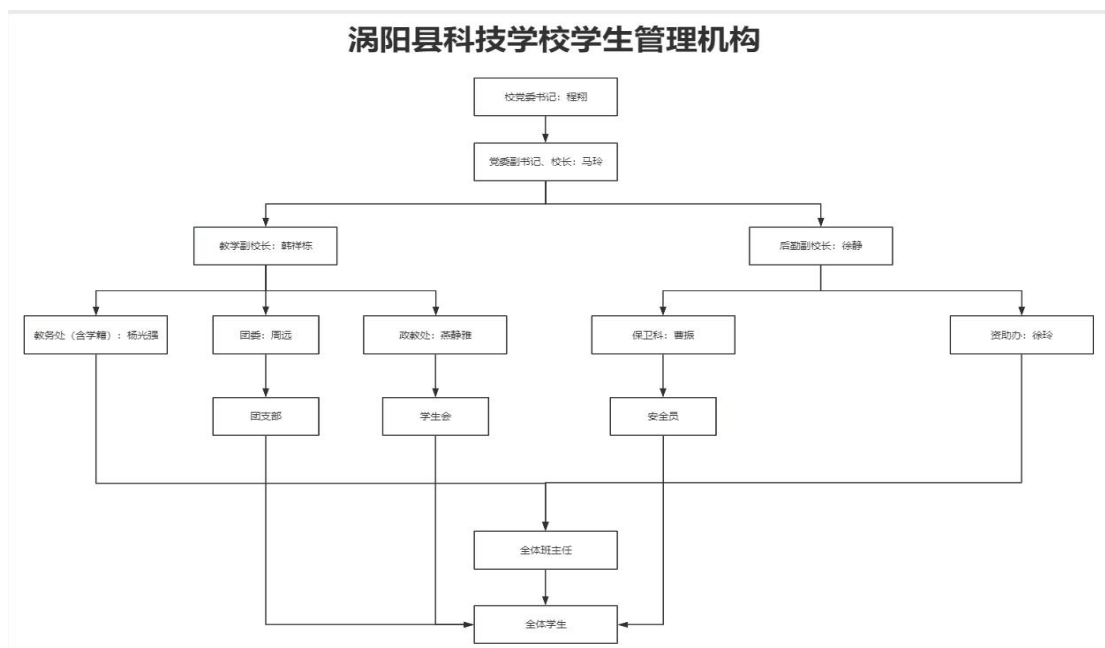 涡阳县科技学校学生管理机构
校党委书记：程翔
党委副书记、校长：马玲
教学副校长：韩祥栋
后勤副校长：徐静
教务处（含学籍）：杨光强
团委：周远
政教处：燕静雅
保卫科：曹振
资助办：徐玲
团支部
学生会
安全员
全体班主任
全体学生